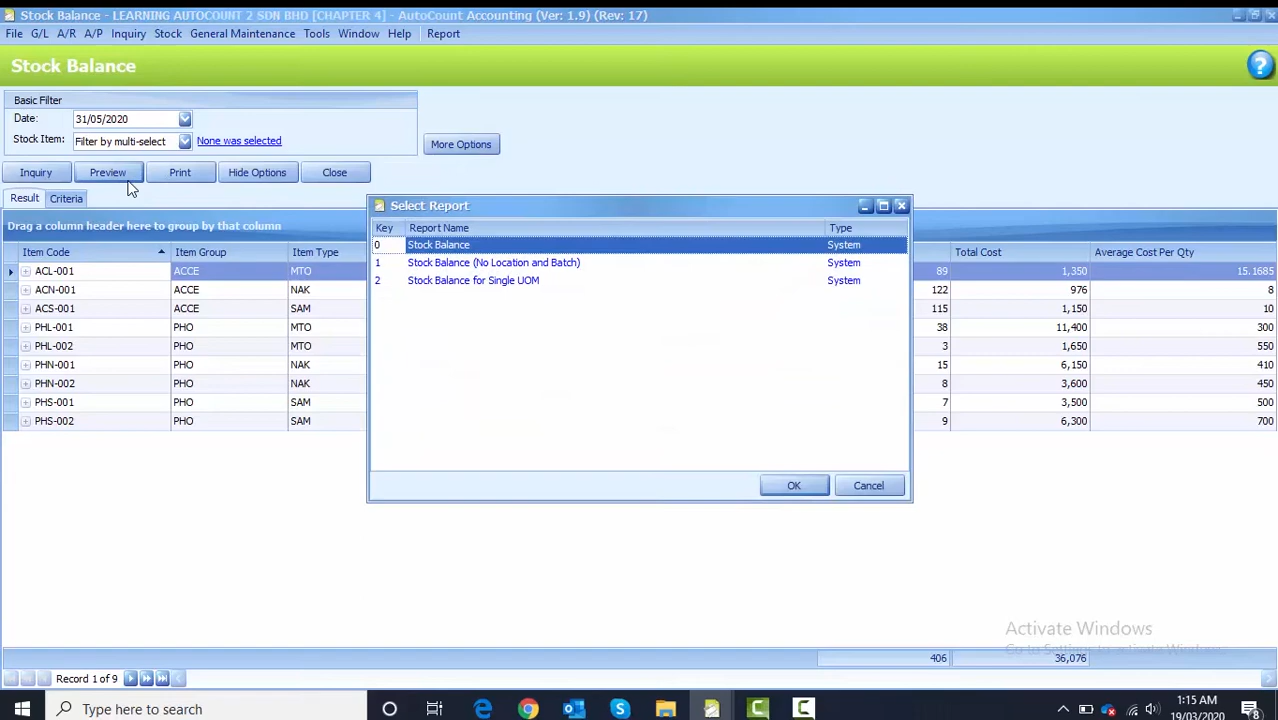 Stock Balance - LEARNING AUTOCOUNT 2 SDN BHD [CHAPTER 4] - AutoCount Accounting (Ver: 1.9) (Rev: 17)
File G/L A/R A/P Inquiry Stock General Maintenance Tools Window Help Report
Stock Balance
?
Basic Filter
Date: 31/05/2020
Stock Item: Filter by multi-select None was selected
More Options
Inquiry Preview Print Hide Options Close
Result Criteria
Drag a column header here to group by that column
Item Code Item Group Item Type Total Cost Average Cost Per Qty
ACL-001 ACCE MTO 89 1,350 15.1685
ACN-001 ACCE NAK 122 976 8
ACS-001 ACCE SAM 115 1,150 10
PHL-001 PHO MTO 38 11,400 300
PHL-002 PHO MTO 3 1,650 550
PHN-001 PHO NAK 15 6,150 410
PHN-002 PHO NAK 8 3,600 450
PHS-001 PHO SAM 7 3,500 500
PHS-002 PHO SAM 9 6,300 700
Select Report
Key Report Name Type
0 Stock Balance System
1 Stock Balance (No Location and Batch) System
2 Stock Balance for Single UOM System
OK Cancel
Activate Windows
Go to Settings to activate Windows.
406 36,076
Record 1 of 9
Type here to search
1:15 AM
19/03/2020
8